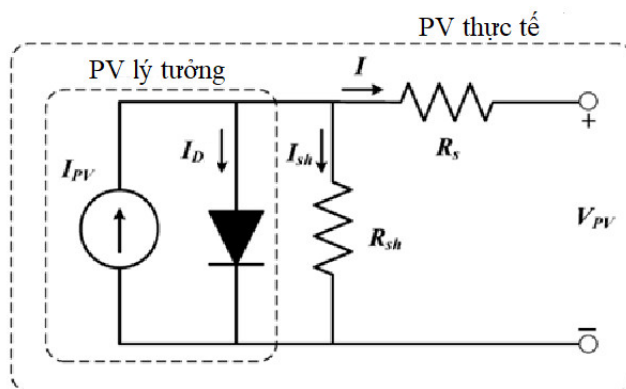 PV thực tế
PV lý tưởng
I
I_PV
I_D
I_sh
R_s
+
R_sh
V_PV
−